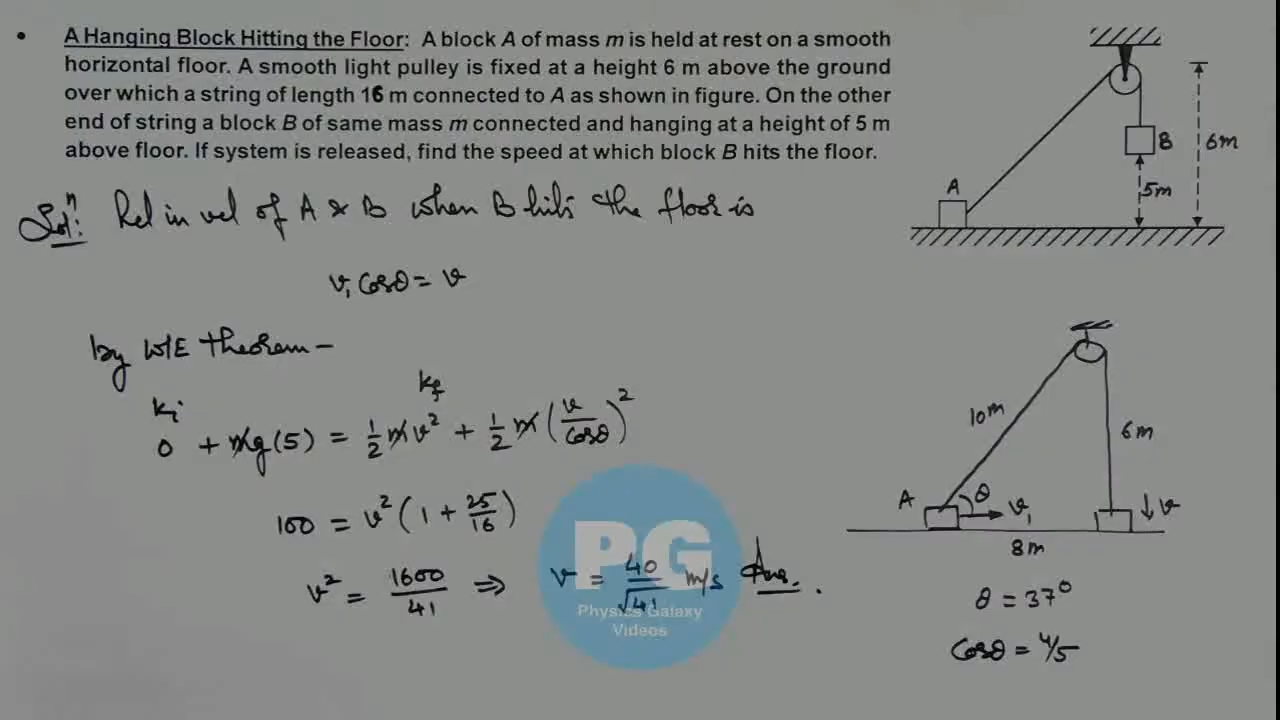 • A Hanging Block Hitting the Floor: A block A of mass m is held at rest on a smooth
horizontal floor. A smooth light pulley is fixed at a height 6 m above the ground
over which a string of length 16 m connected to A as shown in figure. On the other
end of string a block B of same mass m connected and hanging at a height of 5 m
above floor. If system is released, find the speed at which block B hits the floor.
A
B
5m
6m
Solⁿ: Rel in vel of A & B when B hits the floor is
v₁ cosθ = v
by W/E theorem –
kᵢ
k_f
0 + mg(5) = 1/2 mv² + 1/2 m (v/cosθ)²
100 = v² (1 + 25/16)
v² = 1600/41 ⇒ v = 40/√41 m/s Ans.
10m
6m
A
θ
v₁
v
8m
θ = 37°
cosθ = 4/5
PG
Physics Galaxy
Videos